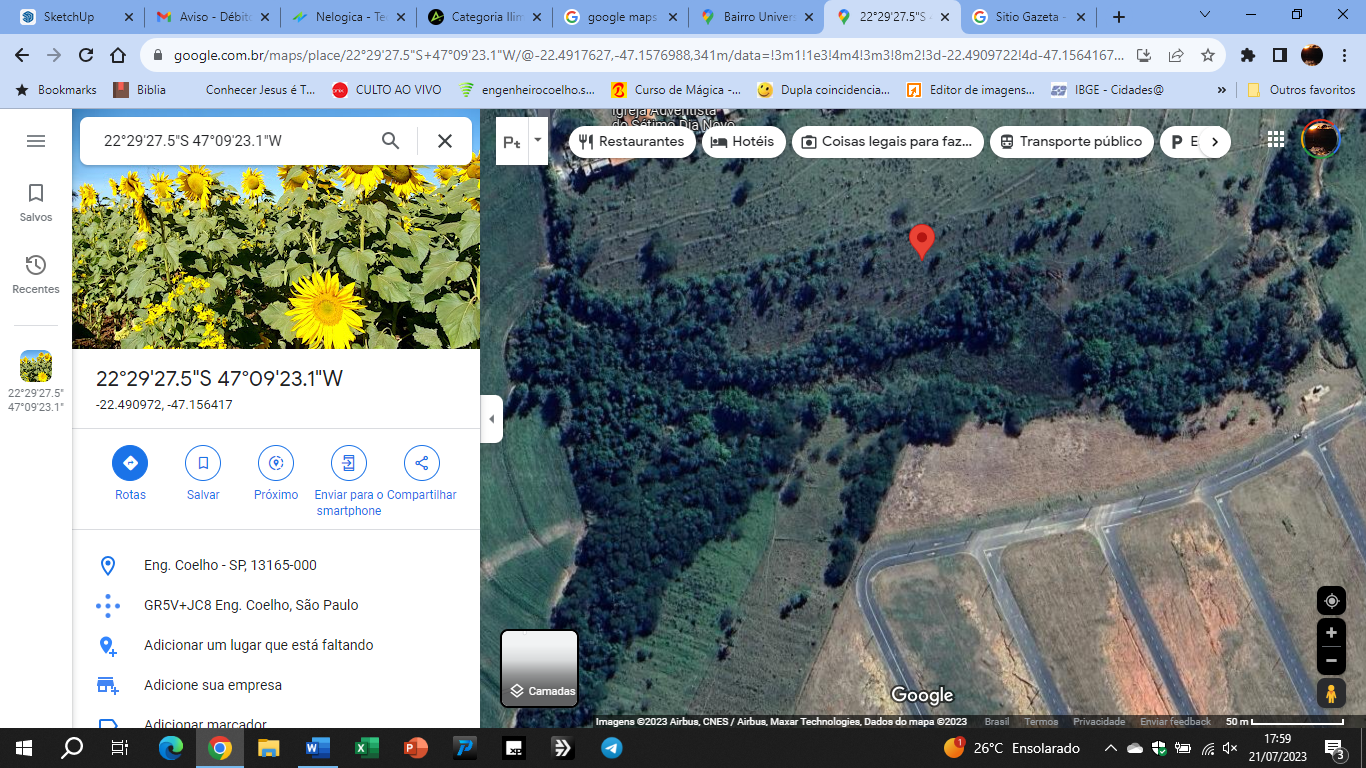 SketchUp
Aviso - Débito
Nelogica - Te
Categoria Ilim
google maps
Bairro Univers
22°29'27.5"S
Sitio Gazeta -
google.com.br/maps/place/22°29'27.5"S+47°09'23.1"W/@-22.4917627,-47.1576988,341m/data=!3m1!1e3!4m4!3m3!8m2!3d-22.4909722!4d-47.1564167...
Bookmarks
Biblia
Conhecer Jesus é T...
CULTO AO VIVO
engenheirocoelho.s...
Curso de Mágica -...
Dupla coincidencia...
Editor de imagens...
IBGE - Cidades@
»
Outros favoritos
22°29'27.5"S 47°09'23.1"W
Igreja Adventista
do Sétimo Dia Novo
Restaurantes
Hotéis
Coisas legais para faz...
Transporte público
P E
Salvos
Recentes
22°29'27.5"
47°09'23.1"
22°29'27.5"S 47°09'23.1"W
-22.490972, -47.156417
Rotas
Salvar
Próximo
Enviar para o
smartphone
Compartilhar
Eng. Coelho - SP, 13165-000
GR5V+JC8 Eng. Coelho, São Paulo
Adicionar um lugar que está faltando
Adicione sua empresa
Adicionar marcador
Camadas
Google
Imagens ©2023 Airbus, CNES / Airbus, Maxar Technologies, Dados do mapa ©2023
Brasil
Termos
Privacidade
Enviar feedback
50 m
26°C Ensolarado
17:59
21/07/2023
3